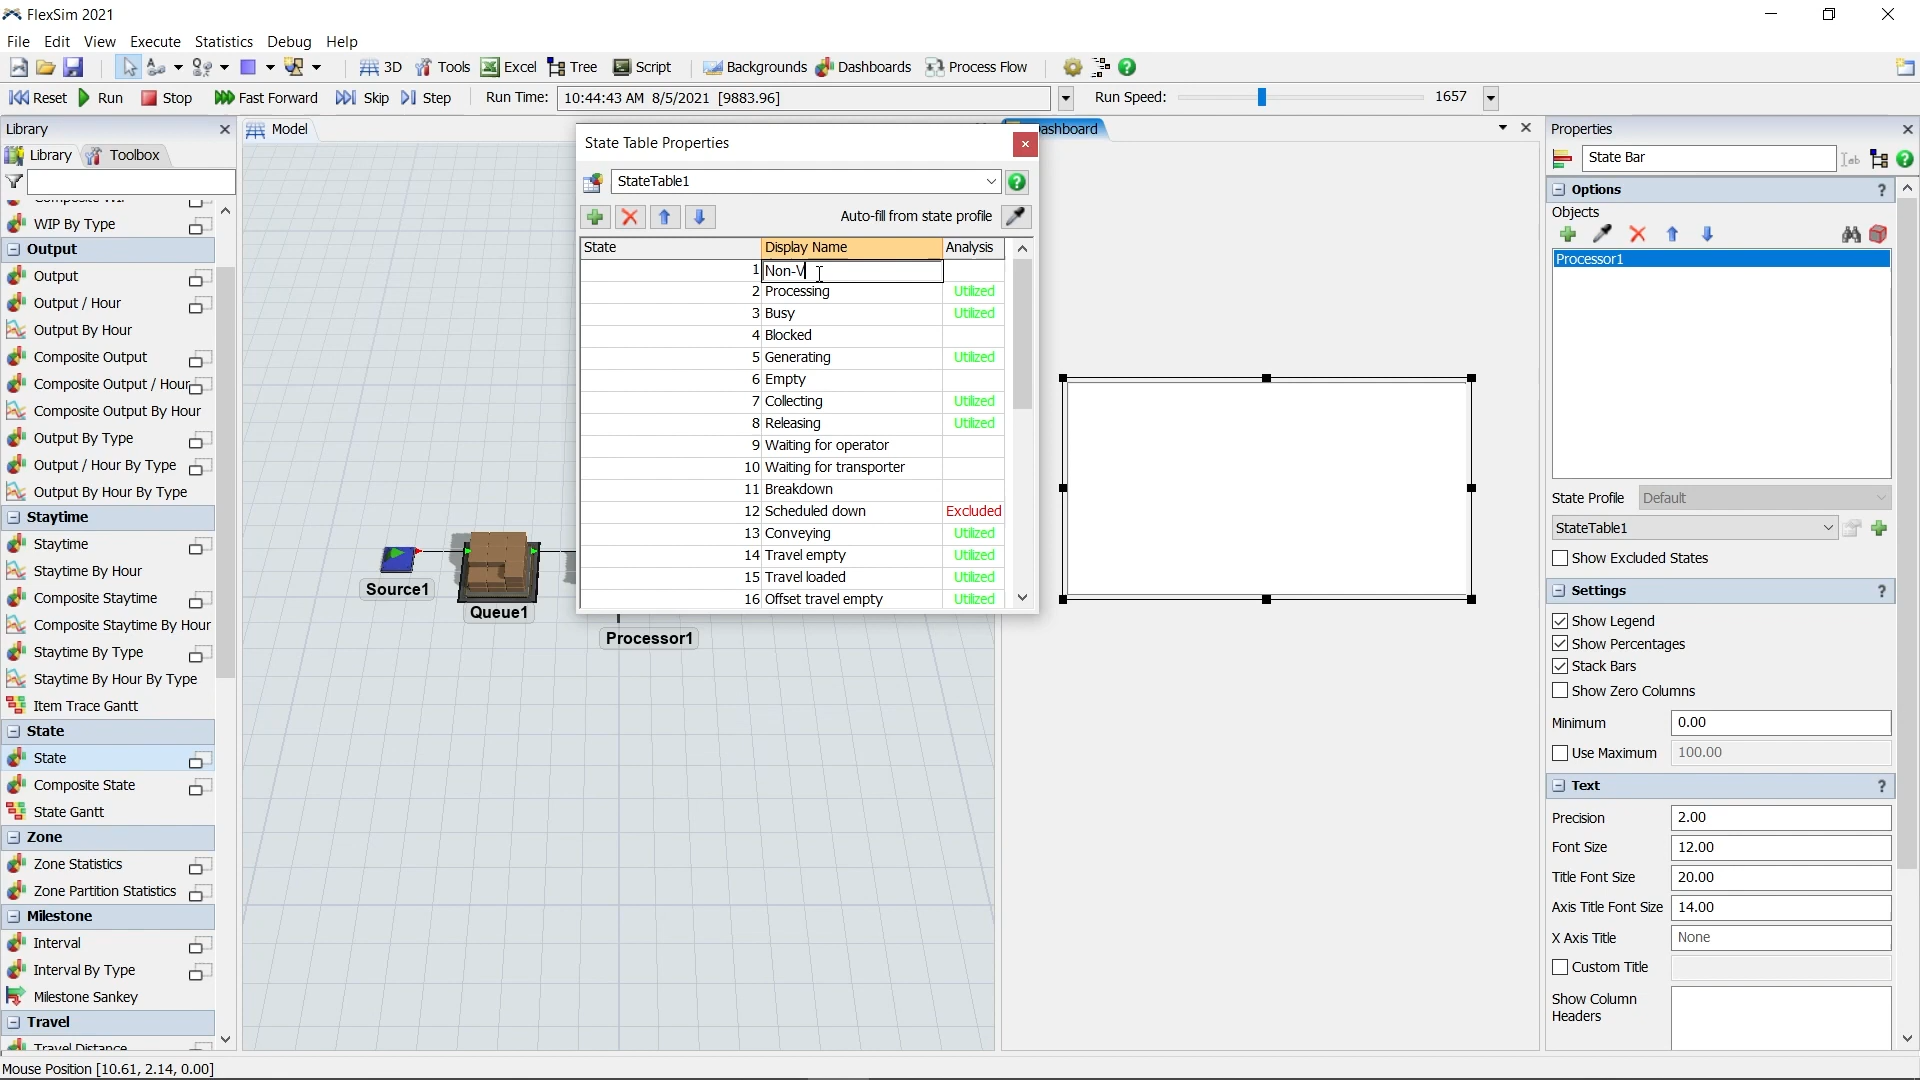 FlexSim 2021
File Edit View Execute Statistics Debug Help
3D Tools Excel Tree Script Backgrounds Dashboards Process Flow
Reset Run Stop Fast Forward Skip Step Run Time: 10:44:43 AM 8/5/2021 [9883.96] Run Speed: 1657
Library
Library Toolbox
WIP By Type
Output
Output
Output / Hour
Output By Hour
Composite Output
Composite Output / Hour
Composite Output By Hour
Output By Type
Output / Hour By Type
Output By Hour By Type
Staytime
Staytime
Staytime By Hour
Composite Staytime
Composite Staytime By Hour
Staytime By Type
Staytime By Hour By Type
Item Trace Gantt
State
State
Composite State
State Gantt
Zone
Zone Statistics
Zone Partition Statistics
Milestone
Interval
Interval By Type
Milestone Sankey
Travel
Travel Distance
Model
Source1
Queue1
Processor1
State Table Properties
StateTable1
Auto-fill from state profile
State Display Name Analysis
1 Non-V
2 Processing Utilized
3 Busy Utilized
4 Blocked
5 Generating Utilized
6 Empty
7 Collecting Utilized
8 Releasing Utilized
9 Waiting for operator
10 Waiting for transporter
11 Breakdown
12 Scheduled down Excluded
13 Conveying Utilized
14 Travel empty Utilized
15 Travel loaded Utilized
16 Offset travel empty Utilized
ashboard
Properties
State Bar
Options ?
Objects
Processor1
State Profile Default
StateTable1
Show Excluded States
Settings ?
Show Legend
Show Percentages
Stack Bars
Show Zero Columns
Minimum 0.00
Use Maximum 100.00
Text ?
Precision 2.00
Font Size 12.00
Title Font Size 20.00
Axis Title Font Size 14.00
X Axis Title None
Custom Title
Show Column
Headers
Mouse Position [10.61, 2.14, 0.00]